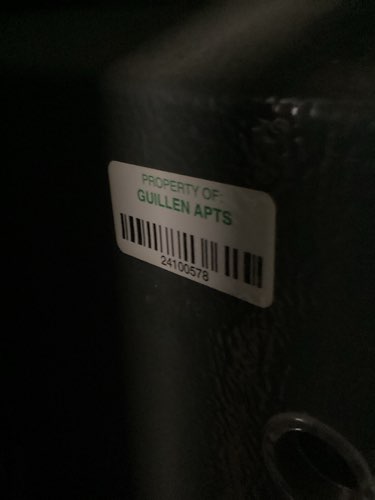 PROPERTY OF:
GUILLEN APTS
24100578